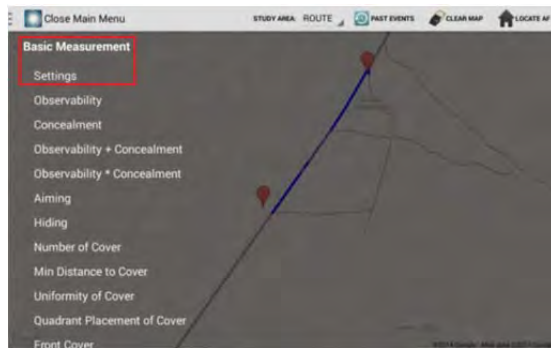 Close Main Menu STUDY AREA: ROUTE PAST EVENTS CLEAR MAP LOCATE AF
Basic Measurement
Settings
Observability
Concealment
Observability + Concealment
Observability * Concealment
Aiming
Hiding
Number of Cover
Min Distance to Cover
Uniformity of Cover
Quadrant Placement of Cover
Front Cover